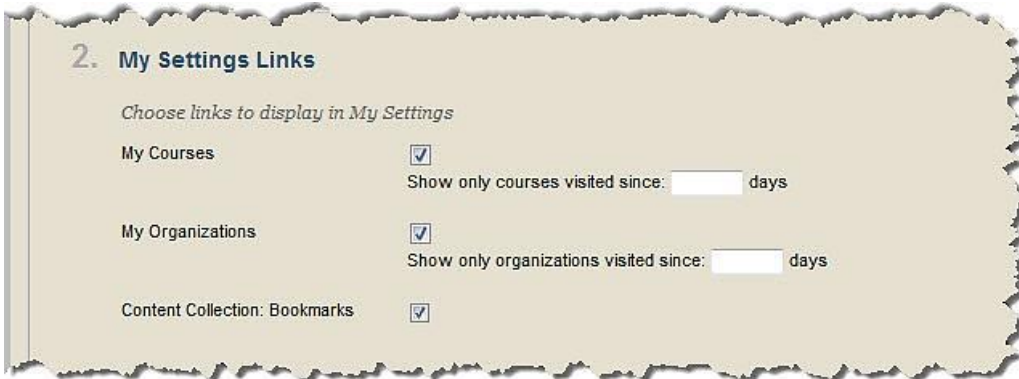 2. My Settings Links
Choose links to display in My Settings
My Courses
Show only courses visited since: days
My Organizations
Show only organizations visited since: days
Content Collection: Bookmarks